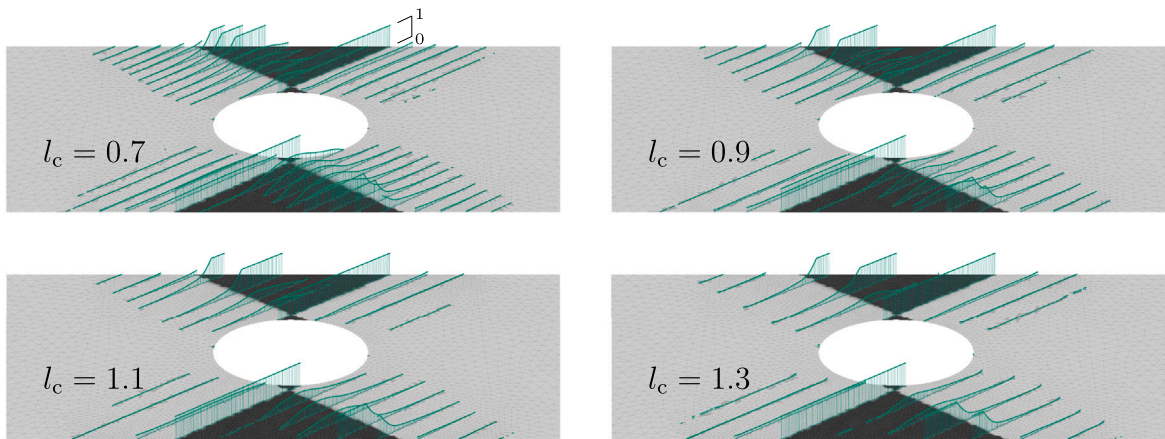 1
0
l_c = 0.7
l_c = 0.9
l_c = 1.1
l_c = 1.3